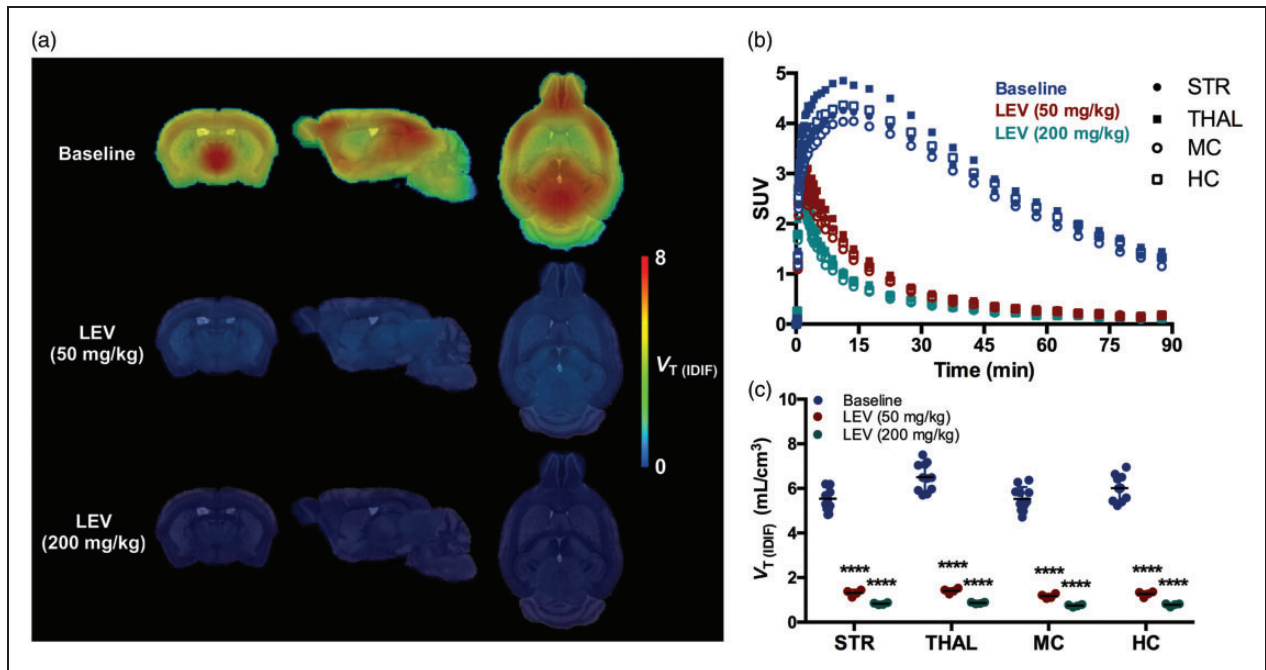 (a)
Baseline
LEV
(50 mg/kg)
LEV
(200 mg/kg)
8
V T (IDIF)
0
(b)
SUV
5
4
3
2
1
0
Baseline
LEV (50 mg/kg)
LEV (200 mg/kg)
STR
THAL
MC
HC
0 15 30 45 60 75 90
Time (min)
(c)
V T (IDIF) (mL/cm³)
10
8
6
4
2
0
Baseline
LEV (50 mg/kg)
LEV (200 mg/kg)
**** **** **** ****
**** **** **** ****
STR THAL MC HC